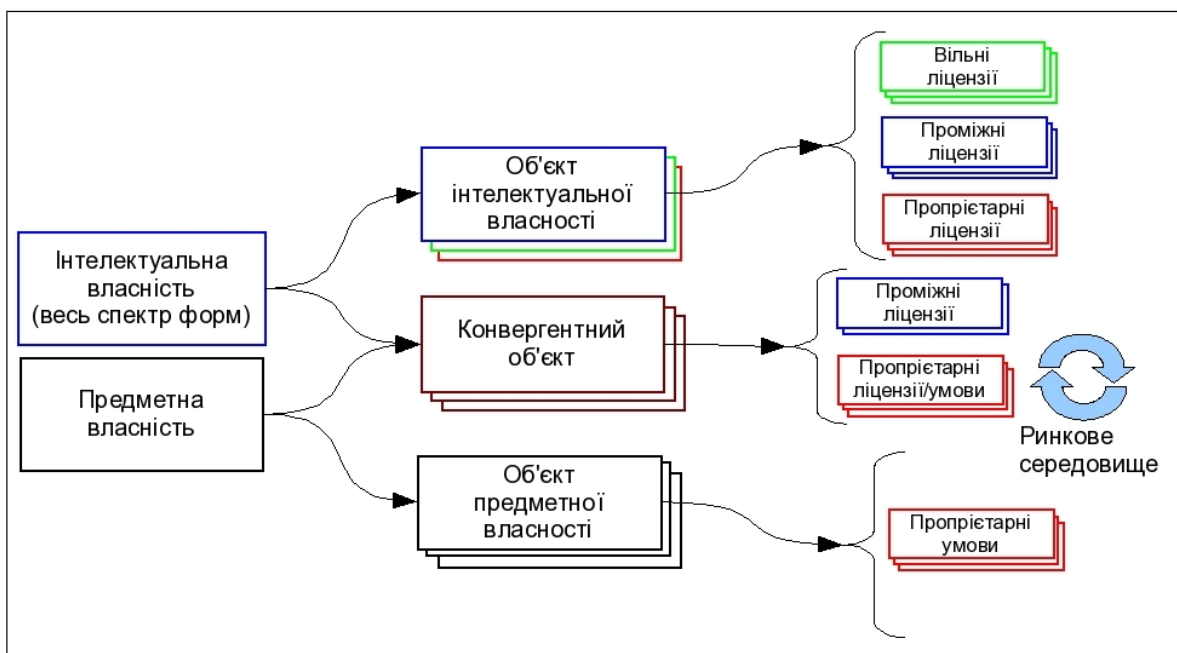 Інтелектуальна
власність
(весь спектр форм)
Предметна
власність
Об'єкт
інтелектуальної
власності
Конвергентний
об'єкт
Об'єкт
предметної
власності
Вільні
ліцензії
Проміжні
ліцензії
Пропрієтарні
ліцензії
Проміжні
ліцензії
Пропрієтарні
ліцензії/умови
Ринкове
середовище
Пропрієтарні
умови